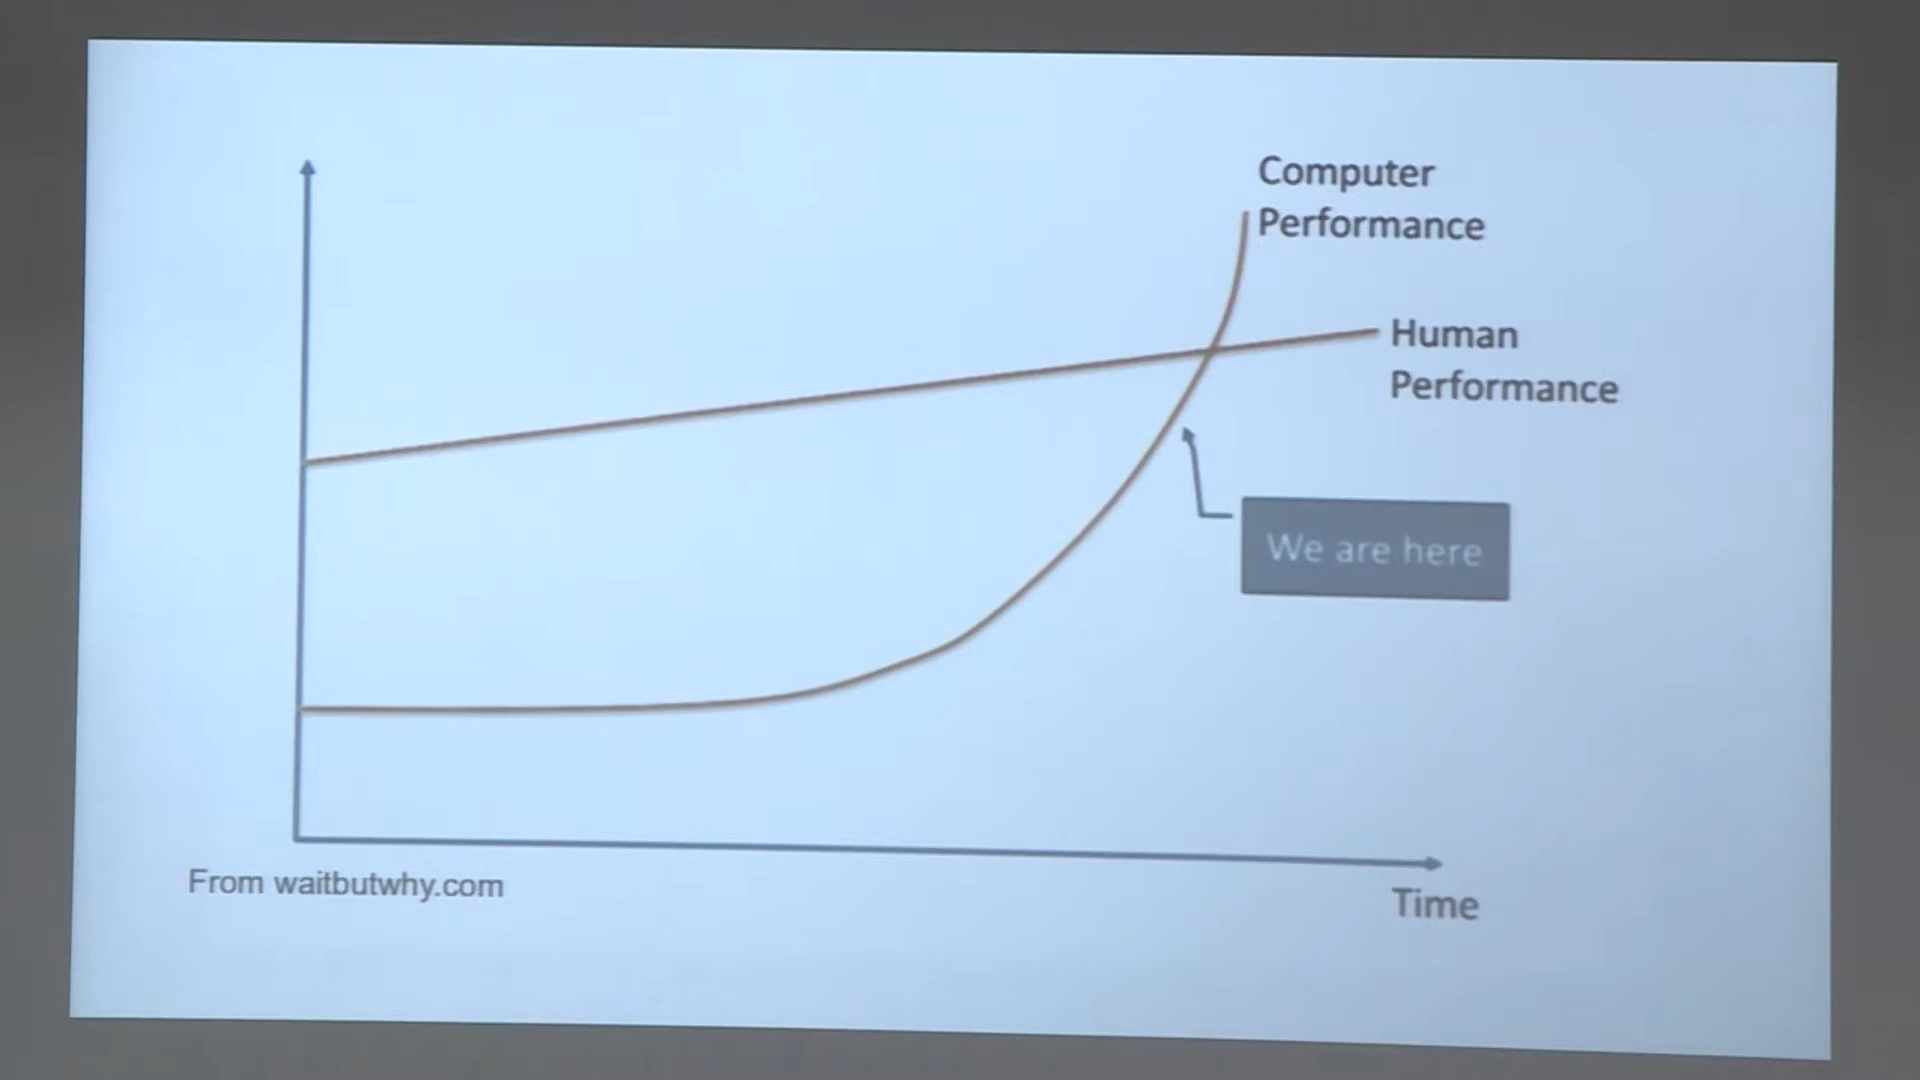 Computer
Performance
Human
Performance
We are here
From waitbutwhy.com
Time